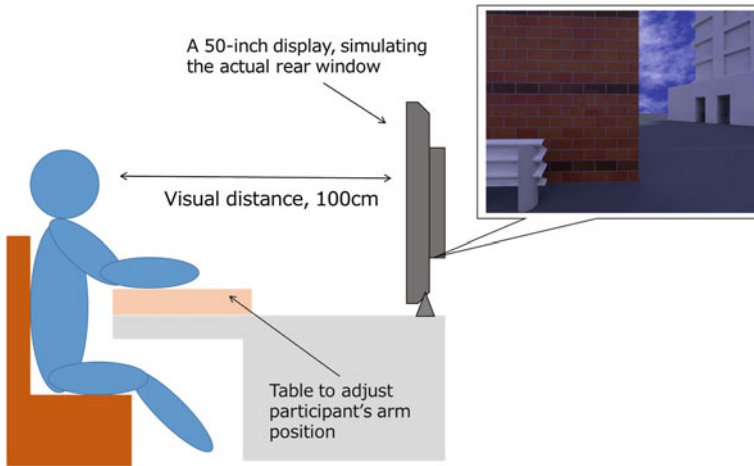 A 50-inch display, simulating
the actual rear window
Visual distance, 100cm
Table to adjust
participant's arm
position